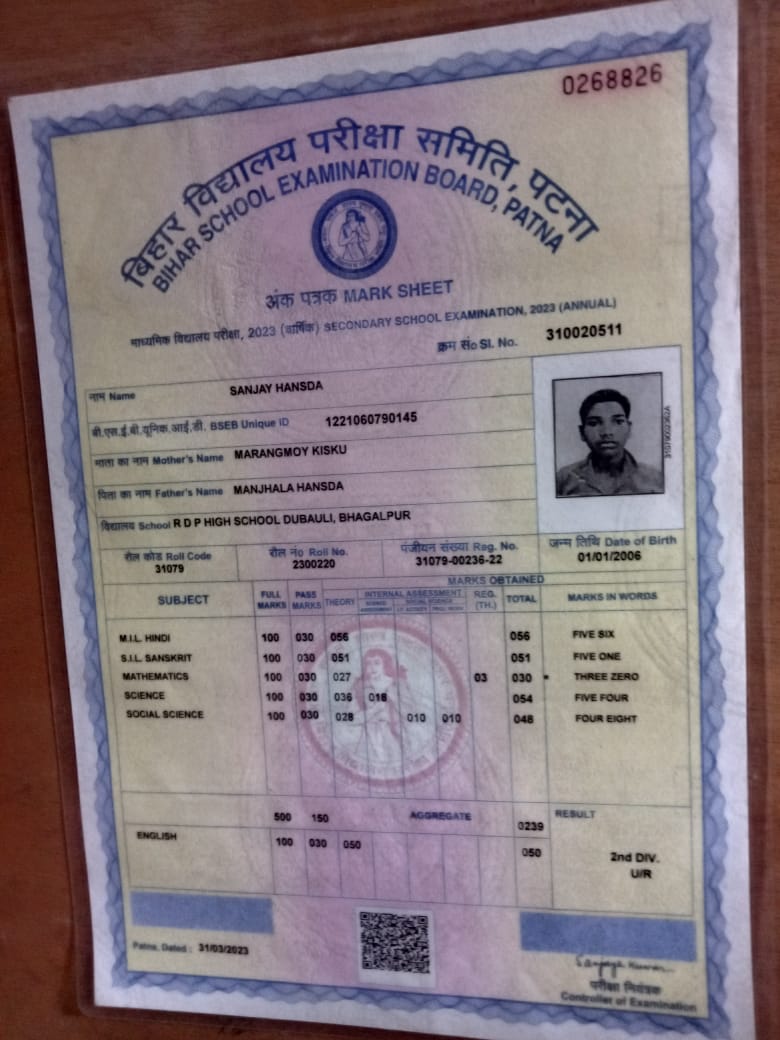 0268826
बिहार विद्यालय परीक्षा समिति, पटना
BIHAR SCHOOL EXAMINATION BOARD, PATNA
अंक पत्रक MARK SHEET
माध्यमिक विद्यालय परीक्षा, 2023 (वार्षिक) SECONDARY SCHOOL EXAMINATION, 2023 (ANNUAL)
क्रम सं० Sl. No. 310020511
नाम Name SANJAY HANSDA
बी.एस.ई.बी.यूनिक.आई.डी. BSEB Unique ID 1221060790145
माता का नाम Mother's Name MARANGMOY KISKU
पिता का नाम Father's Name MANJHALA HANSDA
विद्यालय School R D P HIGH SCHOOL DUBAULI, BHAGALPUR
रौल कोड Roll Code रौल नं० Roll No. पंजीयन संख्या Reg. No. जन्म तिथि Date of Birth
31079 2300220 31079-00236-22 01/01/2006
MARKS OBTAINED
SUBJECT FULL MARKS PASS MARKS THEORY INTERNAL ASSESSMENT REG. (TH.) TOTAL MARKS IN WORDS
M.I.L. HINDI 100 030 056 056 FIVE SIX
S.I.L. SANSKRIT 100 030 051 051 FIVE ONE
MATHEMATICS 100 030 027 03 030 * THREE ZERO
SCIENCE 100 030 036 018 054 FIVE FOUR
SOCIAL SCIENCE 100 030 028 010 010 048 FOUR EIGHT
500 150 AGGREGATE 0239 RESULT
ENGLISH 100 030 050 050 2nd DIV.
U/R
Patna, Dated : 31/03/2023
परीक्षा नियंत्रक
Controller of Examination